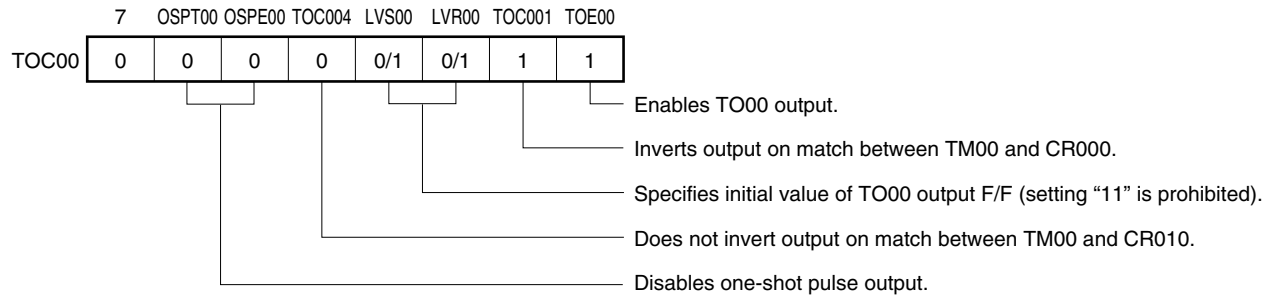 7 OSPT00 OSPE00 TOC004 LVS00 LVR00 TOC001 TOE00
TOC00 0 0 0 0 0/1 0/1 1 1
Enables TO00 output.
Inverts output on match between TM00 and CR000.
Specifies initial value of TO00 output F/F (setting “11” is prohibited).
Does not invert output on match between TM00 and CR010.
Disables one-shot pulse output.